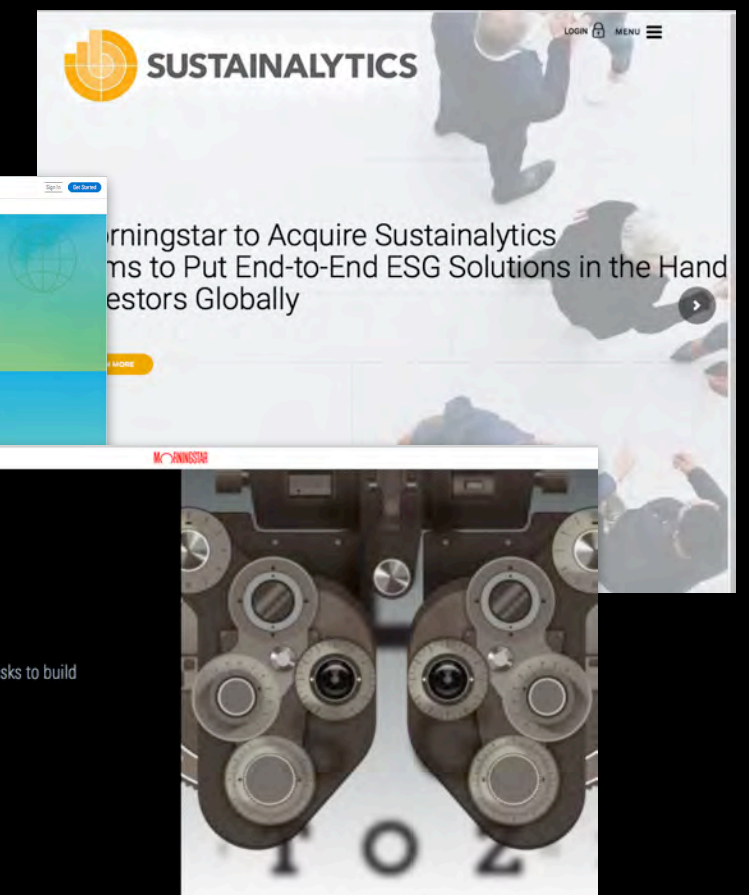 LOGIN MENU
SUSTAINALYTICS
Sign In Get Started
rningstar to Acquire Sustainalytics
ms to Put End-to-End ESG Solutions in the Hand
estors Globally
MORE
MORNINGSTAR
sks to build
T O Z